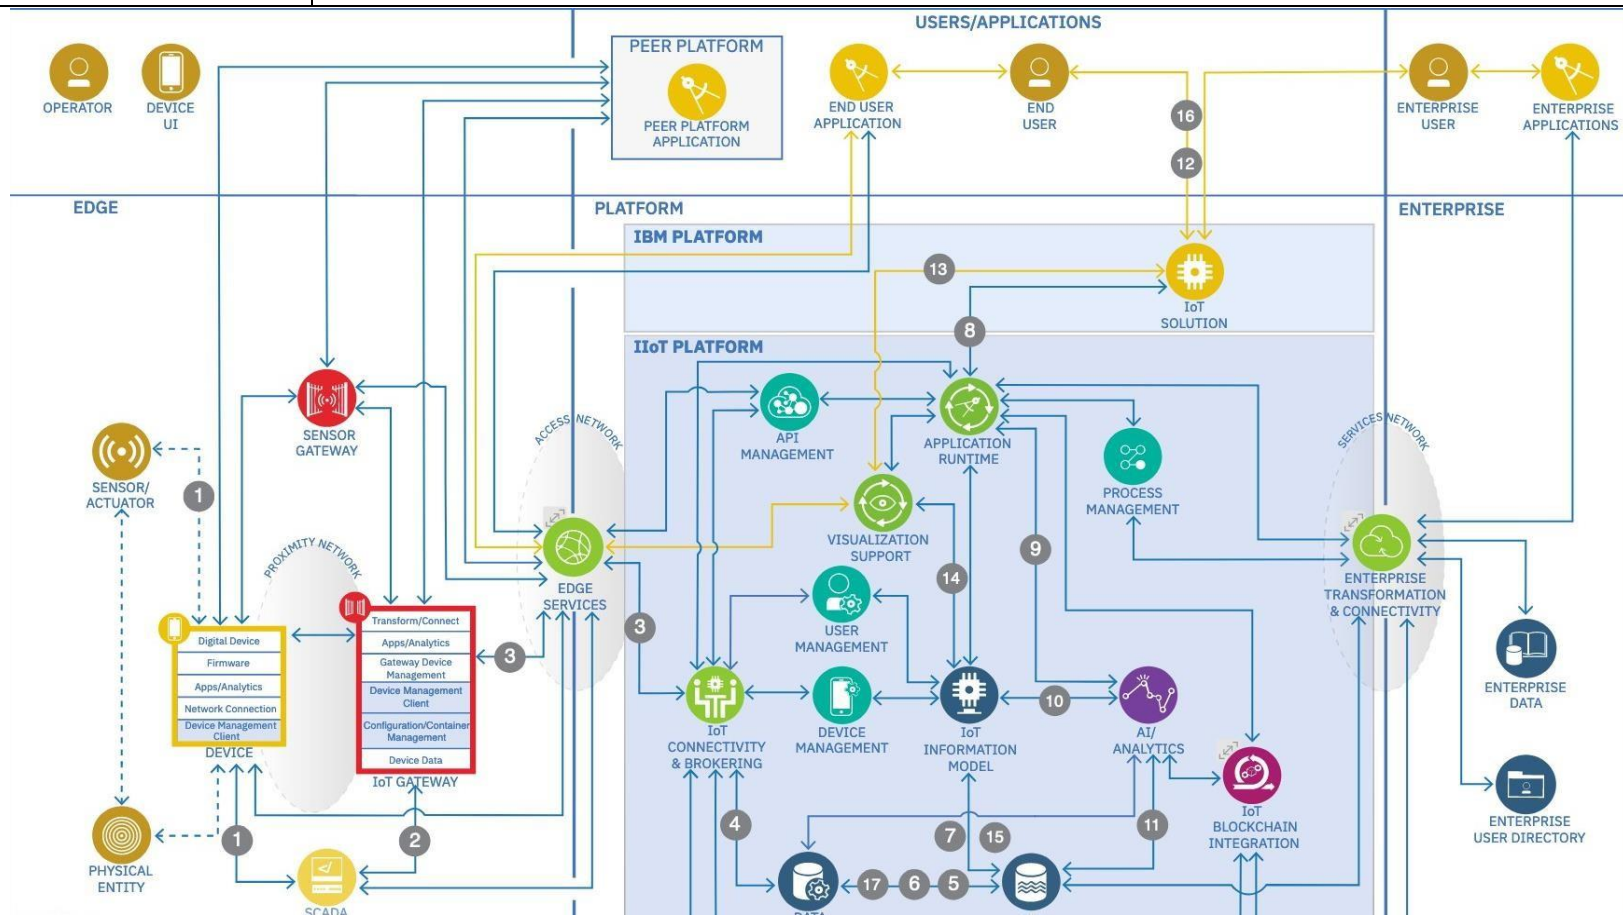 USERS/APPLICATIONS
OPERATOR
DEVICE
UI
PEER PLATFORM
PEER PLATFORM
APPLICATION
END USER
APPLICATION
END
USER
16
12
ENTERPRISE
USER
ENTERPRISE
APPLICATIONS
EDGE
PLATFORM
ENTERPRISE
IBM PLATFORM
13
IoT
SOLUTION
8
IIoT PLATFORM
SENSOR
GATEWAY
ACCESS NETWORK
API
MANAGEMENT
APPLICATION
RUNTIME
SERVICES NETWORK
SENSOR/
ACTUATOR
1
PROCESS
MANAGEMENT
VISUALIZATION
SUPPORT
9
PROXIMITY NETWORK
EDGE
SERVICES
14
ENTERPRISE
TRANSFORMATION
& CONNECTIVITY
USER
MANAGEMENT
3
3
Digital Device
Firmware
Apps/Analytics
Network Connection
Device Management
Client
DEVICE
Transform/Connect
Apps/Analytics
Gateway Device
Management
Device Management
Client
Configuration/Container
Management
Device Data
IoT GATEWAY
IoT
CONNECTIVITY
& BROKERING
DEVICE
MANAGEMENT
IoT
INFORMATION
MODEL
10
AI/
ANALYTICS
ENTERPRISE
DATA
IoT
BLOCKCHAIN
INTEGRATION
ENTERPRISE
USER DIRECTORY
1
2
4
7
15
11
PHYSICAL
ENTITY
SCADA
17
6
5
DATA